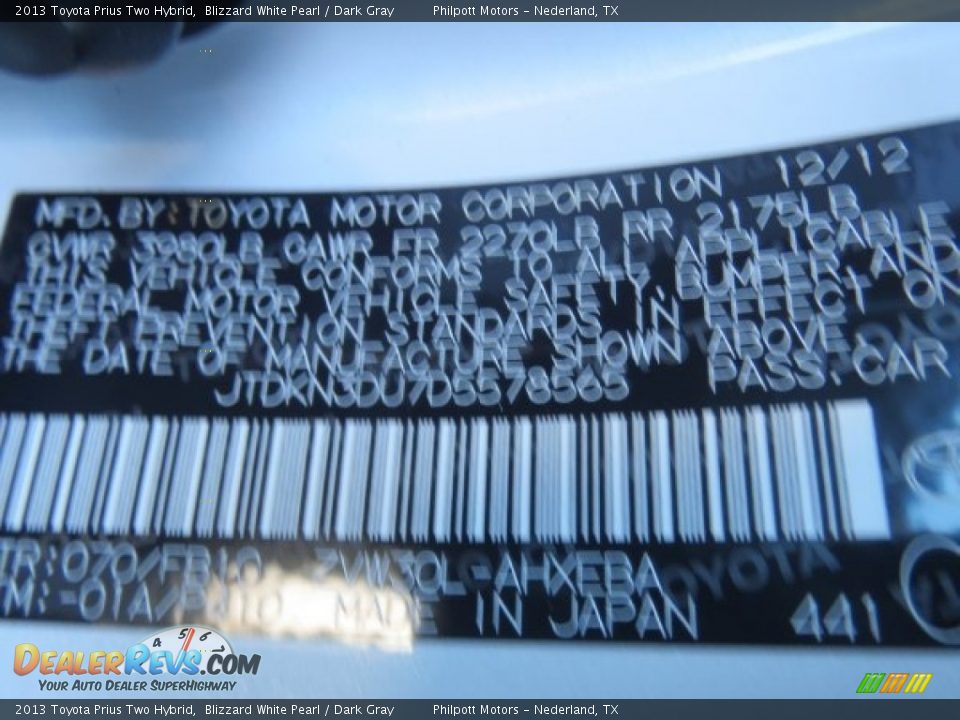 2013 Toyota Prius Two Hybrid, Blizzard White Pearl / Dark Gray Philpott Motors - Nederland, TX
MFD. BY: TOYOTA MOTOR CORPORATION 12/12
GVWR 3980LB GAWR FR 2270LB RR 2175LB
THIS VEHICLE CONFORMS TO ALL APPLICABLE
FEDERAL MOTOR VEHICLE SAFETY, BUMPER, AND
THEFT PREVENTION STANDARDS IN EFFECT ON
THE DATE OF MANUFACTURE SHOWN ABOVE.
JTDKN3DU7D5578565 PASS. CAR
TR:070/FB10 ZVW30L-AHXEBA
MADE IN JAPAN 441
TOYOTA
DEALERREVS.COM
4 5 6
YOUR AUTO DEALER SUPERHIGHWAY
2013 Toyota Prius Two Hybrid, Blizzard White Pearl / Dark Gray Philpott Motors - Nederland, TX